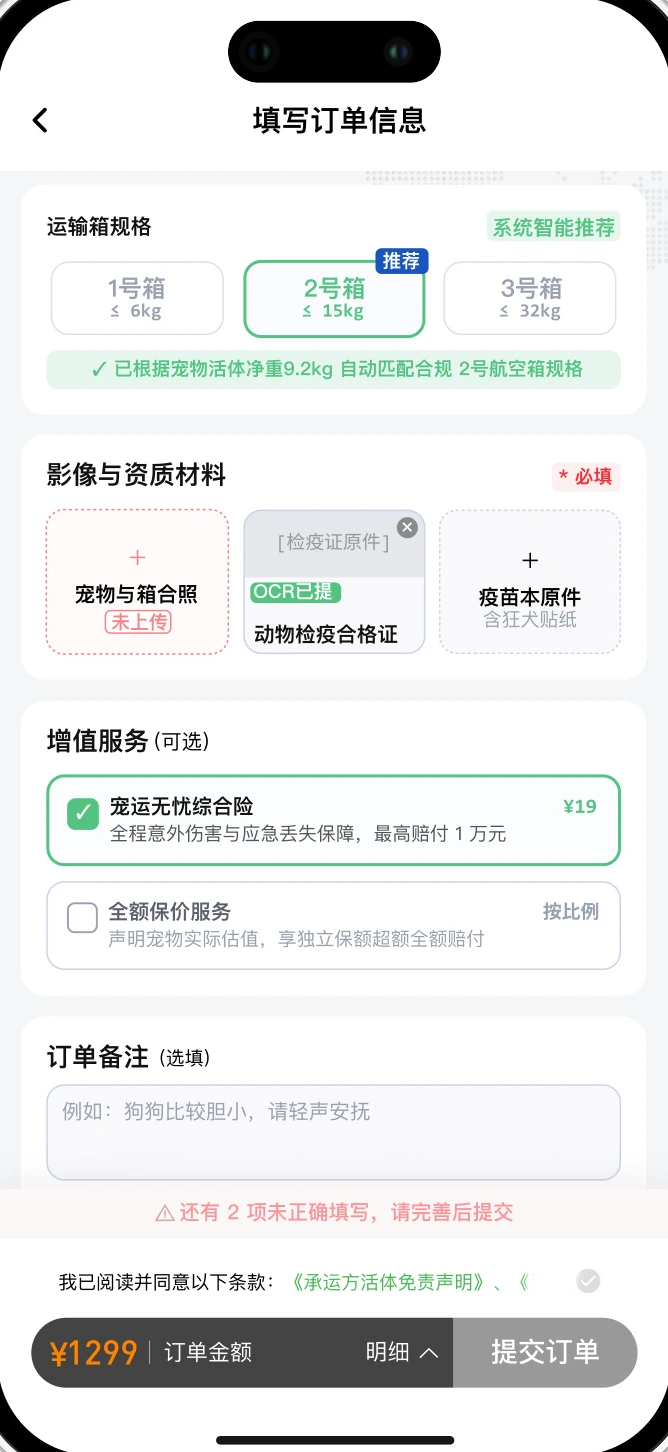 填写订单信息
运输箱规格
系统智能推荐
推荐
1号箱
≤ 6kg
2号箱
≤ 15kg
3号箱
≤ 32kg
✓ 已根据宠物活体净重9.2kg 自动匹配合规 2号航空箱规格
影像与资质材料
* 必填
+
宠物与箱合照
未上传
[检疫证原件]
OCR已提
动物检疫合格证
+
疫苗本原件
含狂犬贴纸
增值服务 (可选)
宠运无忧综合险
¥19
全程意外伤害与应急丢失保障，最高赔付 1 万元
全额保价服务
按比例
声明宠物实际估值，享独立保额超额全额赔付
订单备注 (选填)
例如：狗狗比较胆小，请轻声安抚
还有 2 项未正确填写，请完善后提交
我已阅读并同意以下条款：《承运方活体免责声明》、《
¥1299
订单金额
明细
提交订单